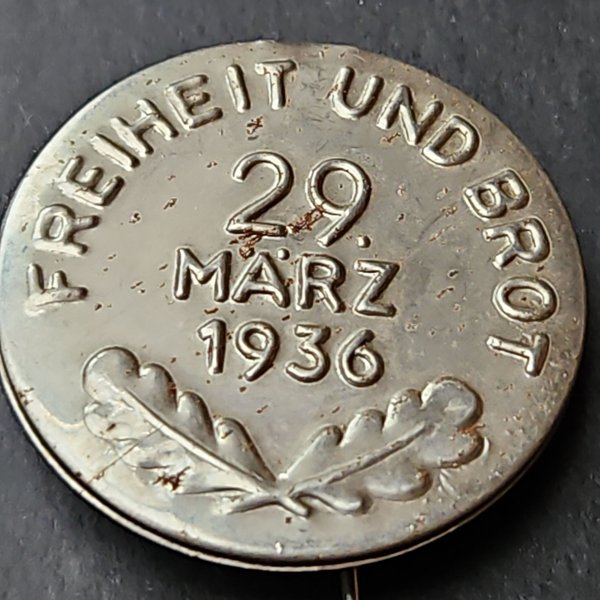 FREIHEIT UND BROT
29.
MÄRZ
1936